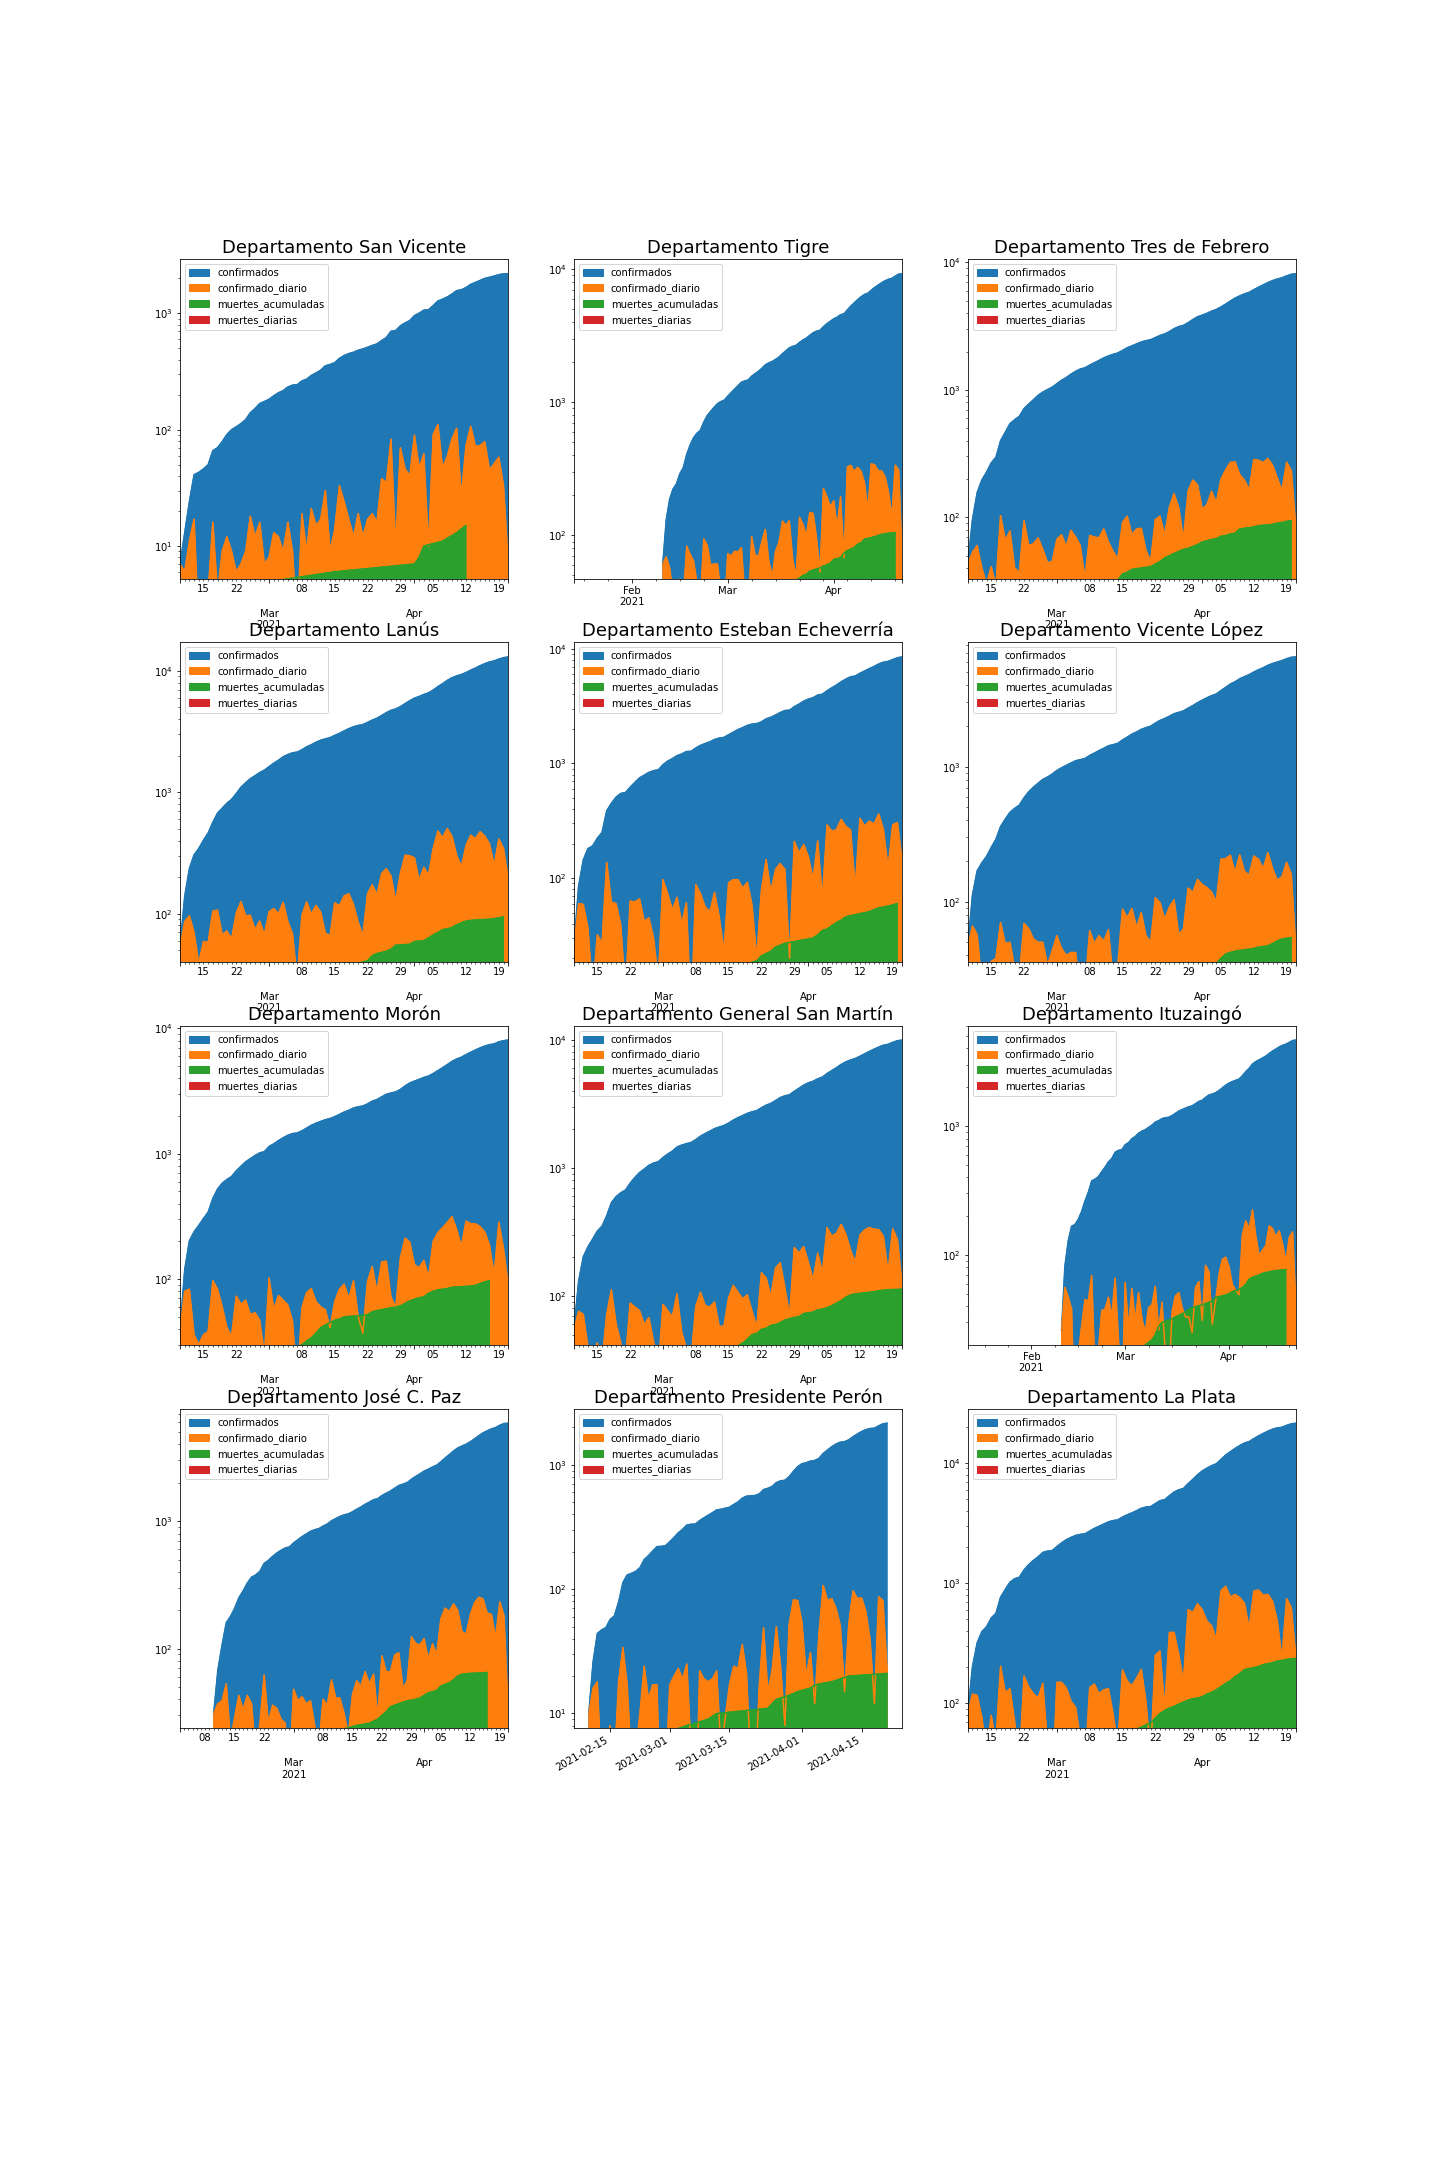 Departamento San Vicente
confirmados
confirmado_diario
muertes_acumuladas
muertes_diarias
10³
10²
10¹
15 22 08 15 22 29 05 12 19
Mar Apr
2021
Departamento Tigre
confirmados
confirmado_diario
muertes_acumuladas
muertes_diarias
10⁴
10³
10²
Feb Mar Apr
2021
Departamento Tres de Febrero
confirmados
confirmado_diario
muertes_acumuladas
muertes_diarias
10⁴
10³
10²
15 22 08 15 22 29 05 12 19
Mar Apr
2021
Departamento Lanús
confirmados
confirmado_diario
muertes_acumuladas
muertes_diarias
10⁴
10³
10²
15 22 08 15 22 29 05 12 19
Mar Apr
2021
Departamento Esteban Echeverría
confirmados
confirmado_diario
muertes_acumuladas
muertes_diarias
10⁴
10³
10²
15 22 08 15 22 29 05 12 19
Mar Apr
2021
Departamento Vicente López
confirmados
confirmado_diario
muertes_acumuladas
muertes_diarias
10³
10²
15 22 08 15 22 29 05 12 19
Mar Apr
2021
Departamento Morón
confirmados
confirmado_diario
muertes_acumuladas
muertes_diarias
10⁴
10³
10²
15 22 08 15 22 29 05 12 19
Mar Apr
2021
Departamento General San Martín
confirmados
confirmado_diario
muertes_acumuladas
muertes_diarias
10⁴
10³
10²
15 22 08 15 22 29 05 12 19
Mar Apr
2021
Departamento Ituzaingó
confirmados
confirmado_diario
muertes_acumuladas
muertes_diarias
10³
10²
Feb Mar Apr
2021
Departamento José C. Paz
confirmados
confirmado_diario
muertes_acumuladas
muertes_diarias
10³
10²
08 15 22 08 15 22 29 05 12 19
Mar Apr
2021
Departamento Presidente Perón
confirmados
confirmado_diario
muertes_acumuladas
muertes_diarias
10³
10²
10¹
2021-02-15 2021-03-01 2021-03-15 2021-04-01 2021-04-15
Departamento La Plata
confirmados
confirmado_diario
muertes_acumuladas
muertes_diarias
10⁴
10³
10²
15 22 08 15 22 29 05 12 19
Mar Apr
2021